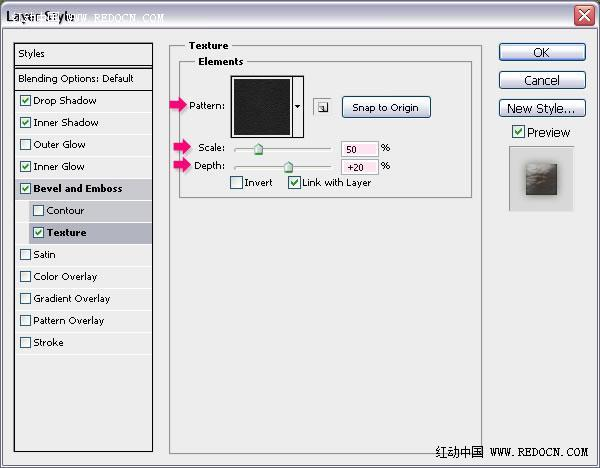 Layer Style
WWW.REDOCN.COM
Styles
Blending Options: Default
Drop Shadow
Inner Shadow
Outer Glow
Inner Glow
Bevel and Emboss
Contour
Texture
Satin
Color Overlay
Gradient Overlay
Pattern Overlay
Stroke
Texture
Elements
Pattern:
Snap to Origin
Scale: 50 %
Depth: +20 %
Invert Link with Layer
OK
Cancel
New Style...
Preview
红动中国 WWW.REDOCN.COM